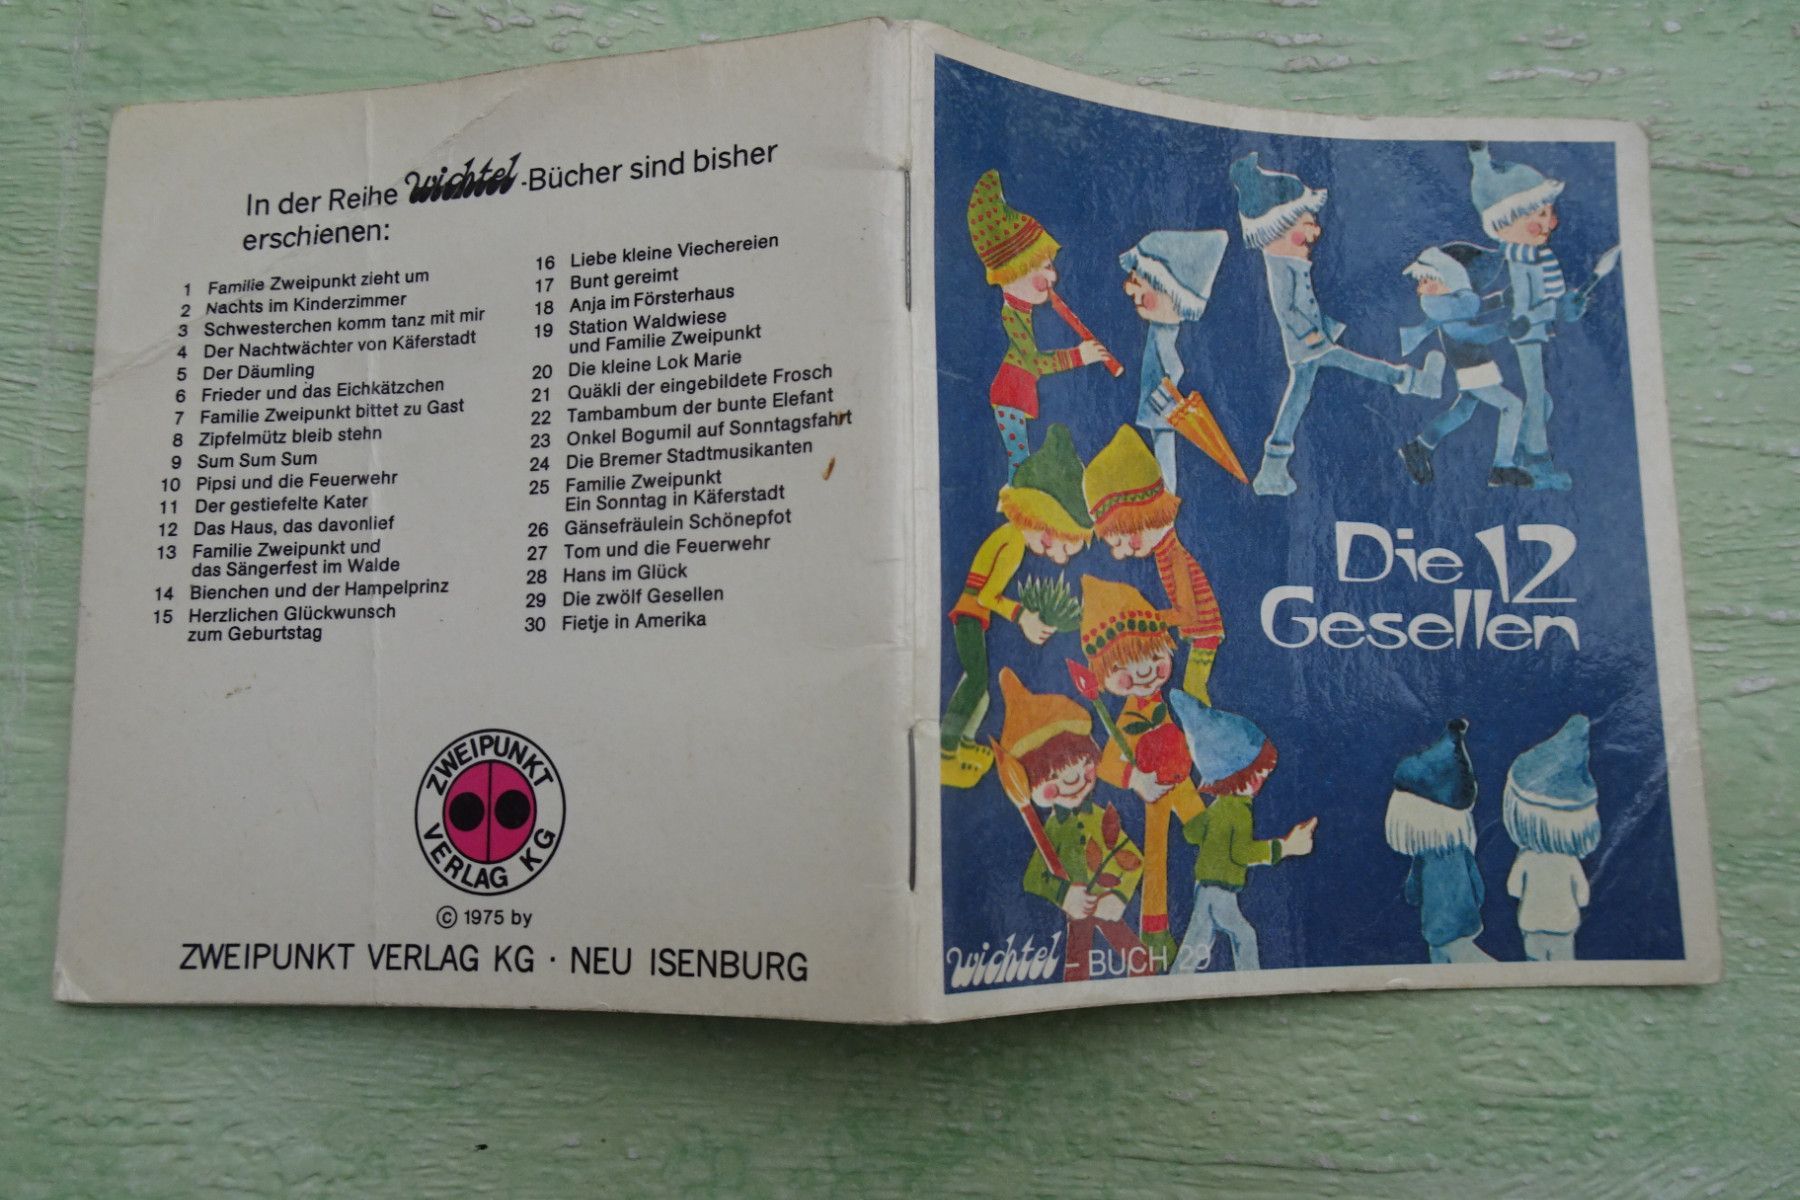 In der Reihe wichtel-Bücher sind bisher
erschienen:
1 Familie Zweipunkt zieht um
2 Nachts im Kinderzimmer
3 Schwesterchen komm tanz mit mir
4 Der Nachtwächter von Käferstadt
5 Der Däumling
6 Frieder und das Eichkätzchen
7 Familie Zweipunkt bittet zu Gast
8 Zipfelmütz bleib stehn
9 Sum Sum Sum
10 Pipsi und die Feuerwehr
11 Der gestiefelte Kater
12 Das Haus, das davonlief
13 Familie Zweipunkt und
das Sängerfest im Walde
14 Bienchen und der Hampelprinz
15 Herzlichen Glückwunsch
zum Geburtstag
16 Liebe kleine Viechereien
17 Bunt gereimt
18 Anja im Försterhaus
19 Station Waldwiese
und Familie Zweipunkt
20 Die kleine Lok Marie
21 Quäkli der eingebildete Frosch
22 Tambambum der bunte Elefant
23 Onkel Bogumil auf Sonntagsfahrt
24 Die Bremer Stadtmusikanten
25 Familie Zweipunkt
Ein Sonntag in Käferstadt
26 Gänsefräulein Schönepfot
27 Tom und die Feuerwehr
28 Hans im Glück
29 Die zwölf Gesellen
30 Fietje in Amerika
ZWEIPUNKT
VERLAG KG
© 1975 by
ZWEIPUNKT VERLAG KG · NEU ISENBURG
Die 12
Gesellen
wichtel - BUCH 29